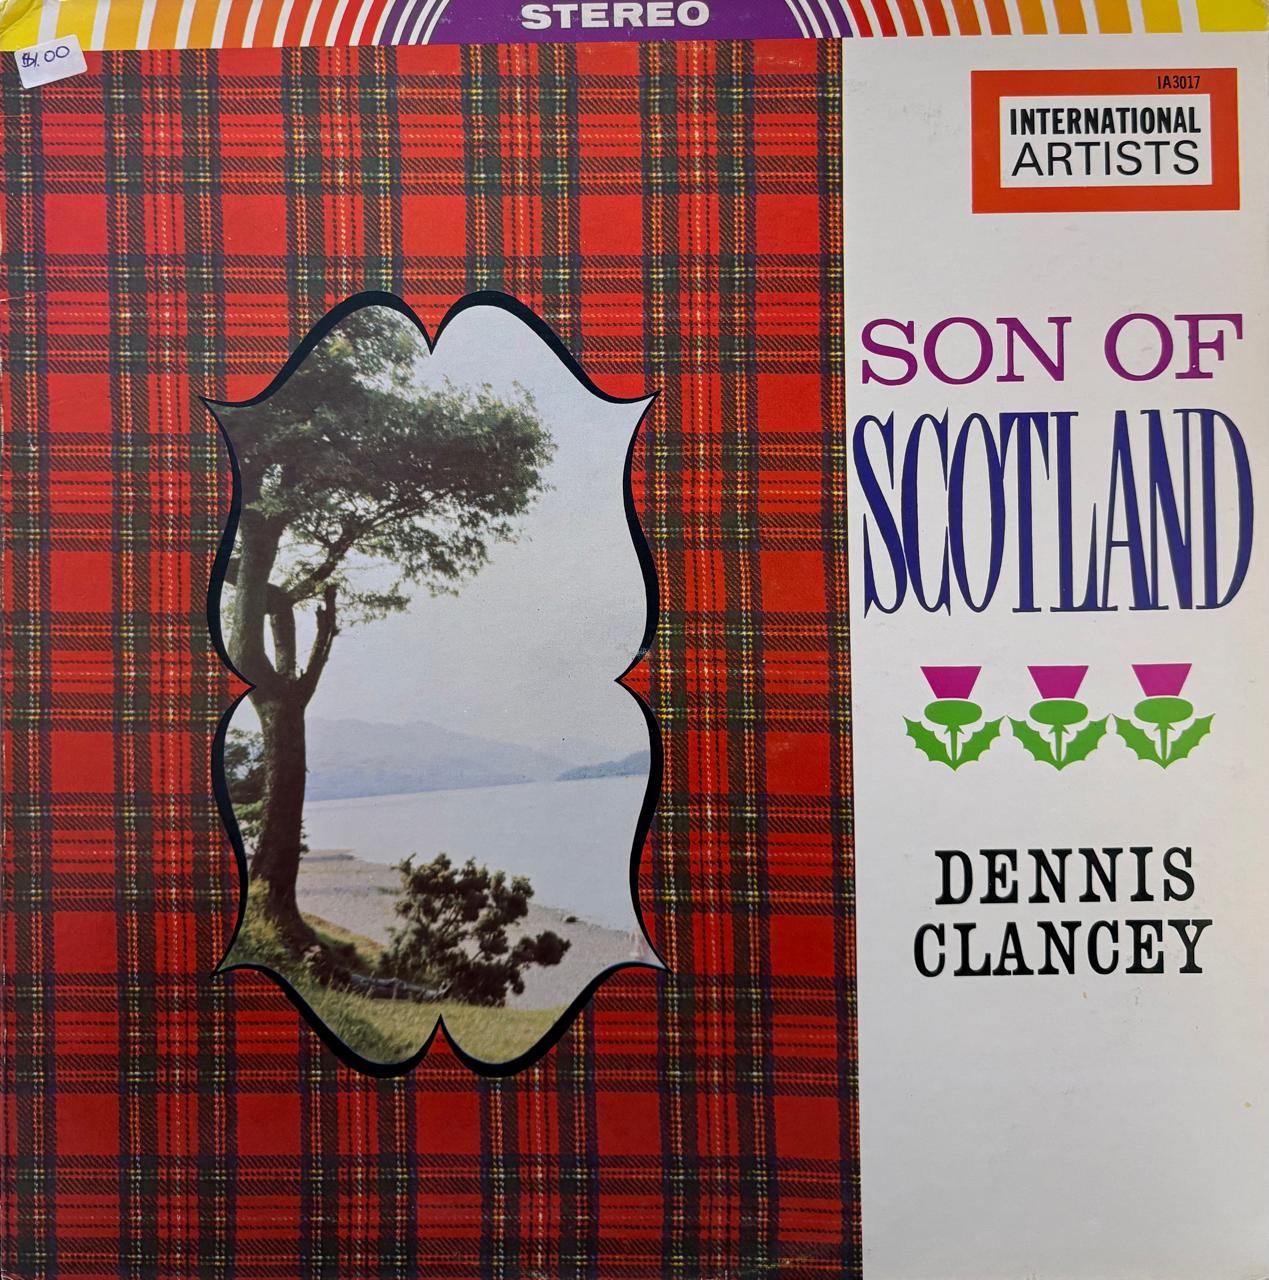 STEREO
$1.00
IA3017
INTERNATIONAL
ARTISTS
SON OF
SCOTLAND
DENNIS
CLANCEY